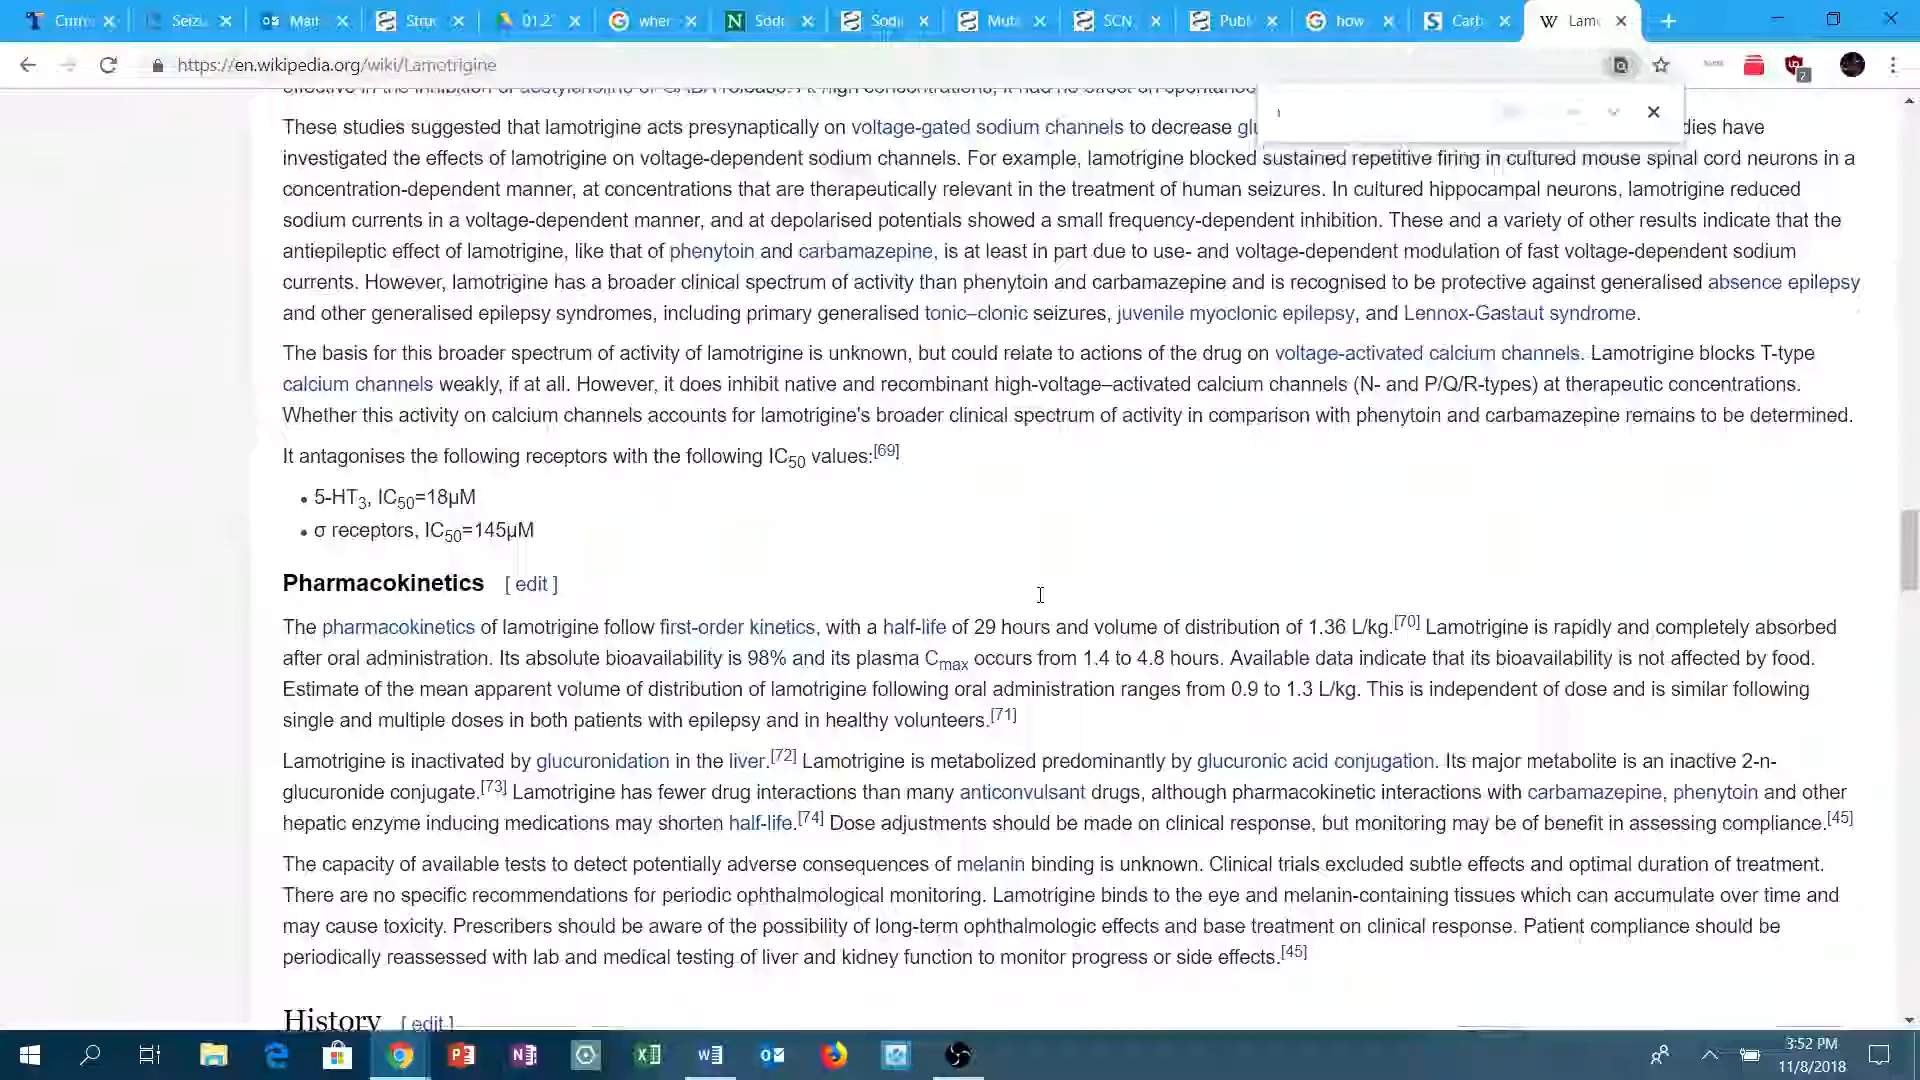 Seizu
Mail
Struc
01.2
wher
Sodi
Sodi
Muta
SCN
Publ
how
Carb
Lamo
https://en.wikipedia.org/wiki/Lamotrigine
2
These studies suggested that lamotrigine acts presynaptically on voltage-gated sodium channels to decrease gl dies have
investigated the effects of lamotrigine on voltage-dependent sodium channels. For example, lamotrigine blocked sustained repetitive firing in cultured mouse spinal cord neurons in a
concentration-dependent manner, at concentrations that are therapeutically relevant in the treatment of human seizures. In cultured hippocampal neurons, lamotrigine reduced
sodium currents in a voltage-dependent manner, and at depolarised potentials showed a small frequency-dependent inhibition. These and a variety of other results indicate that the
antiepileptic effect of lamotrigine, like that of phenytoin and carbamazepine, is at least in part due to use- and voltage-dependent modulation of fast voltage-dependent sodium
currents. However, lamotrigine has a broader clinical spectrum of activity than phenytoin and carbamazepine and is recognised to be protective against generalised absence epilepsy
and other generalised epilepsy syndromes, including primary generalised tonic–clonic seizures, juvenile myoclonic epilepsy, and Lennox-Gastaut syndrome.
The basis for this broader spectrum of activity of lamotrigine is unknown, but could relate to actions of the drug on voltage-activated calcium channels. Lamotrigine blocks T-type
calcium channels weakly, if at all. However, it does inhibit native and recombinant high-voltage–activated calcium channels (N- and P/Q/R-types) at therapeutic concentrations.
Whether this activity on calcium channels accounts for lamotrigine's broader clinical spectrum of activity in comparison with phenytoin and carbamazepine remains to be determined.
It antagonises the following receptors with the following IC50 values:[69]
• 5-HT3, IC50=18μM
• σ receptors, IC50=145μM
Pharmacokinetics [ edit ]
The pharmacokinetics of lamotrigine follow first-order kinetics, with a half-life of 29 hours and volume of distribution of 1.36 L/kg.[70] Lamotrigine is rapidly and completely absorbed
after oral administration. Its absolute bioavailability is 98% and its plasma Cmax occurs from 1.4 to 4.8 hours. Available data indicate that its bioavailability is not affected by food.
Estimate of the mean apparent volume of distribution of lamotrigine following oral administration ranges from 0.9 to 1.3 L/kg. This is independent of dose and is similar following
single and multiple doses in both patients with epilepsy and in healthy volunteers.[71]
Lamotrigine is inactivated by glucuronidation in the liver.[72] Lamotrigine is metabolized predominantly by glucuronic acid conjugation. Its major metabolite is an inactive 2-n-
glucuronide conjugate.[73] Lamotrigine has fewer drug interactions than many anticonvulsant drugs, although pharmacokinetic interactions with carbamazepine, phenytoin and other
hepatic enzyme inducing medications may shorten half-life.[74] Dose adjustments should be made on clinical response, but monitoring may be of benefit in assessing compliance.[45]
The capacity of available tests to detect potentially adverse consequences of melanin binding is unknown. Clinical trials excluded subtle effects and optimal duration of treatment.
There are no specific recommendations for periodic ophthalmological monitoring. Lamotrigine binds to the eye and melanin-containing tissues which can accumulate over time and
may cause toxicity. Prescribers should be aware of the possibility of long-term ophthalmologic effects and base treatment on clinical response. Patient compliance should be
periodically reassessed with lab and medical testing of liver and kidney function to monitor progress or side effects.[45]
History [ edit ]
3:52 PM
11/8/2018